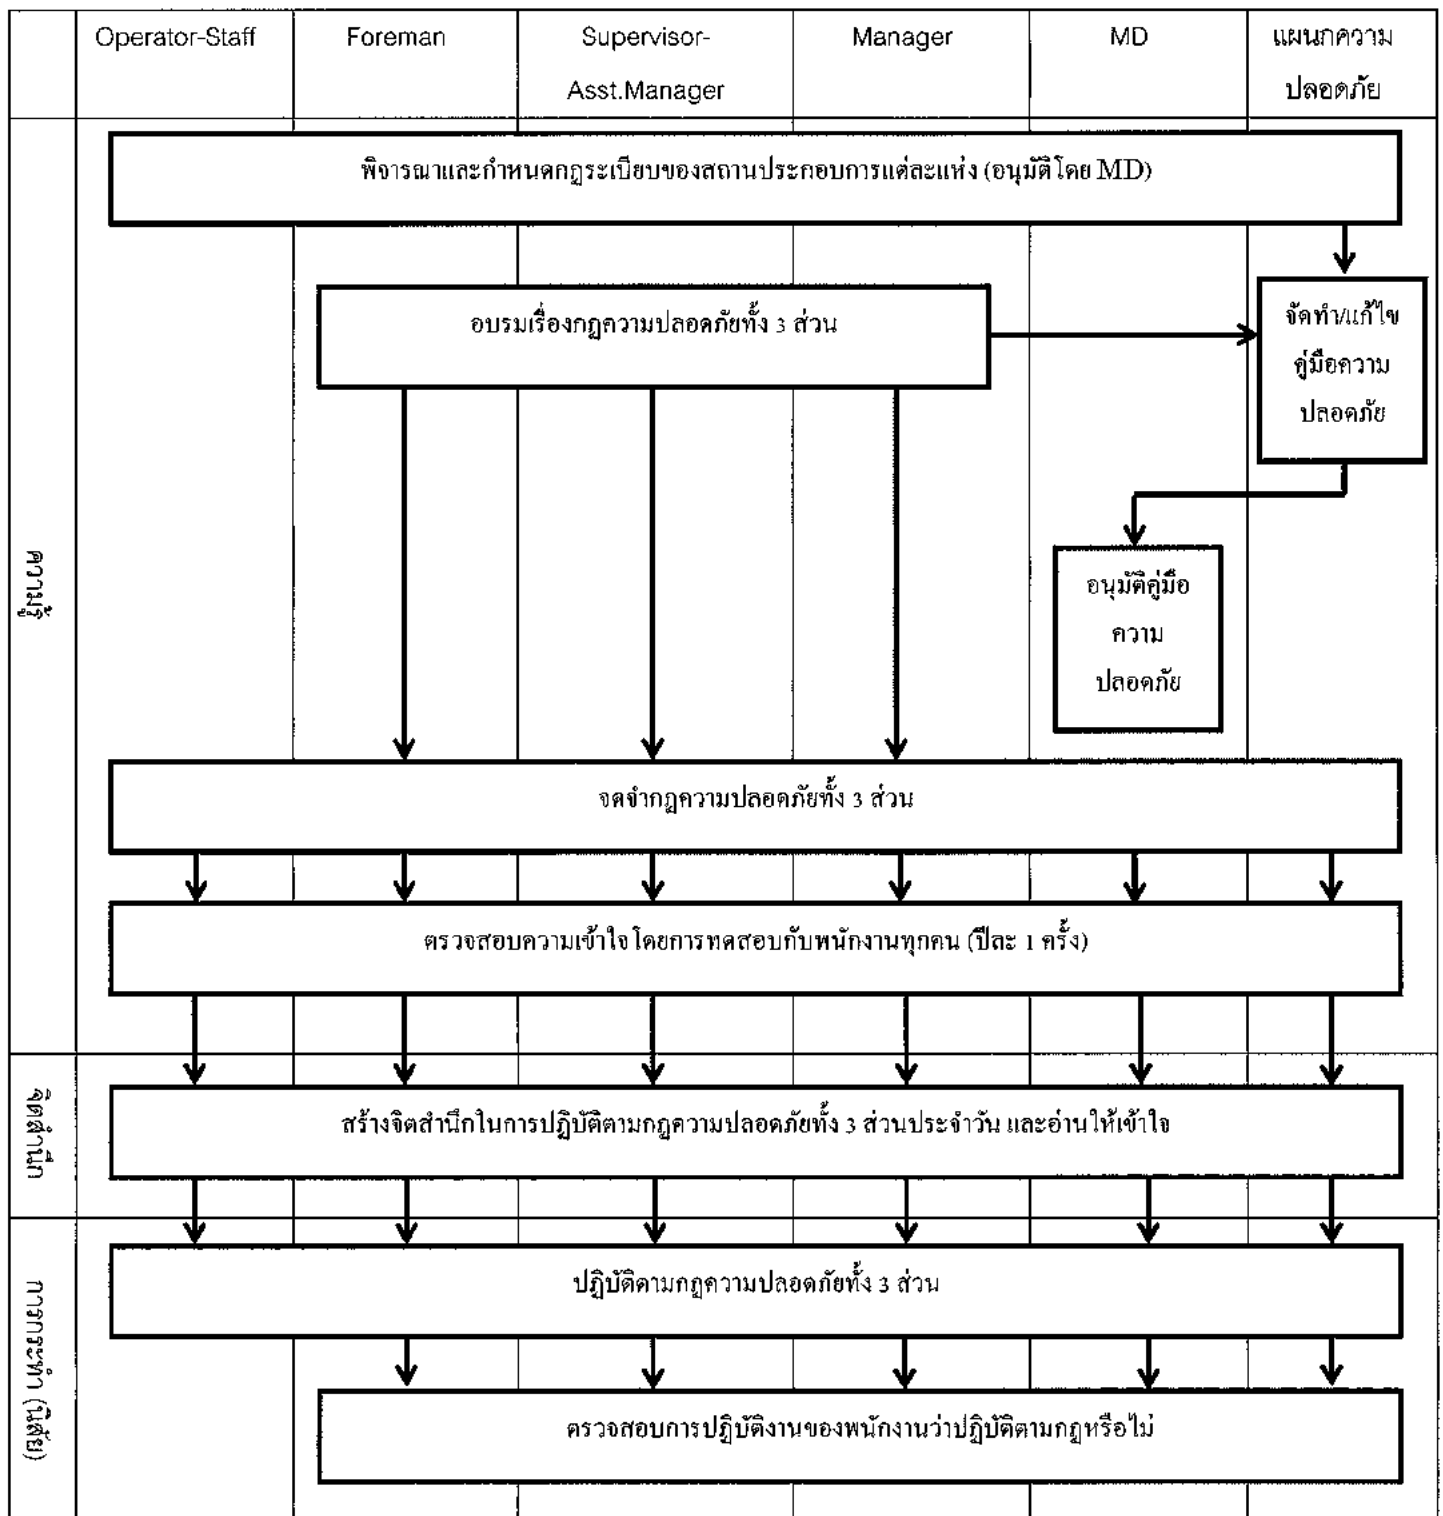 Operator-Staff
Foreman
Supervisor-
Asst.Manager
Manager
MD
แผนกความ
ปลอดภัย
พิจารณาและกำหนดกฎระเบียบของสถานประกอบการแต่ละแห่ง (อนุมัติโดย MD)
อบรมเรื่องกฎความปลอดภัยทั้ง 3 ส่วน
จัดทำ/แก้ไข
คู่มือความ
ปลอดภัย
ความรู้
อนุมัติคู่มือ
ความ
ปลอดภัย
จดจำกฎความปลอดภัยทั้ง 3 ส่วน
ตรวจสอบความเข้าใจโดยการทดสอบกับพนักงานทุกคน (ปีละ 1 ครั้ง)
จิตสำนึก
สร้างจิตสำนึกในการปฏิบัติตามกฎความปลอดภัยทั้ง 3 ส่วนประจำวัน และอ่านให้เข้าใจ
การกระทำ (นิสัย)
ปฏิบัติตามกฎความปลอดภัยทั้ง 3 ส่วน
ตรวจสอบการปฏิบัติงานของพนักงานว่าปฏิบัติตามกฎหรือไม่